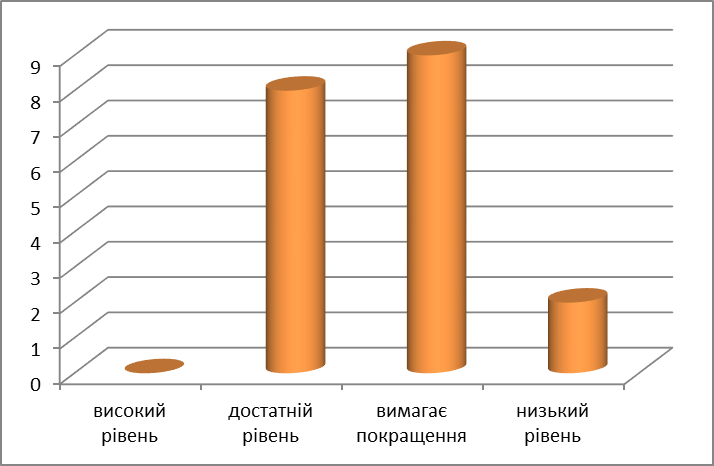 9
8
7
6
5
4
3
2
1
0
високий
рівень
достатній
рівень
вимагає
покращення
низький
рівень